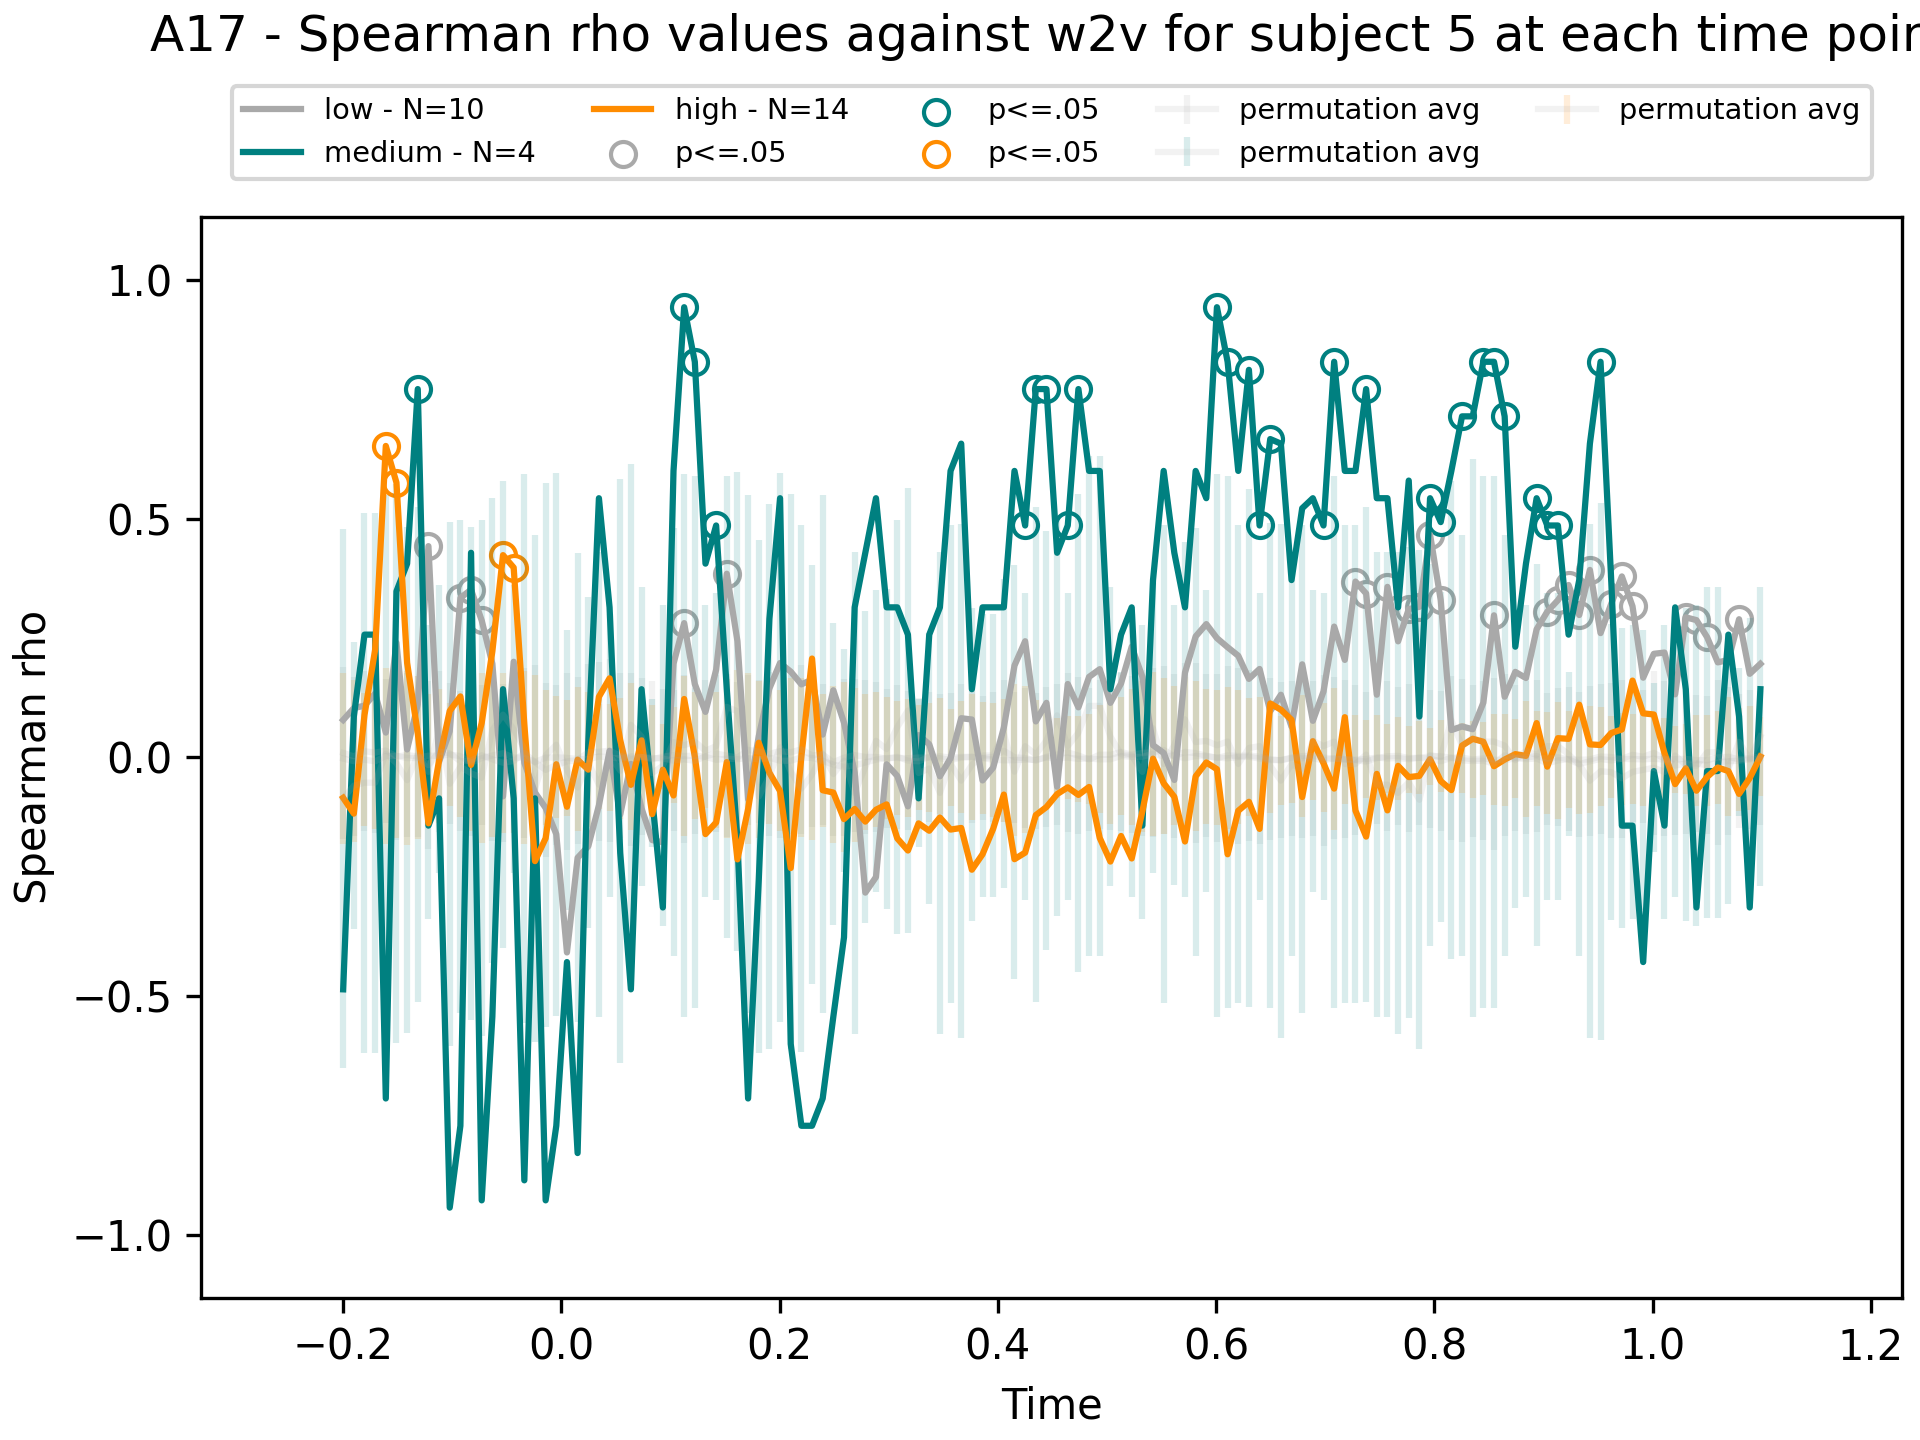 A17 - Spearman rho values against w2v for subject 5 at each time poin
low - N=10
medium - N=4
high - N=14
p<=.05
p<=.05
p<=.05
permutation avg
permutation avg
permutation avg
Spearman rho
1.0
0.5
0.0
−0.5
−1.0
−0.2
0.0
0.2
0.4
0.6
0.8
1.0
1.2
Time